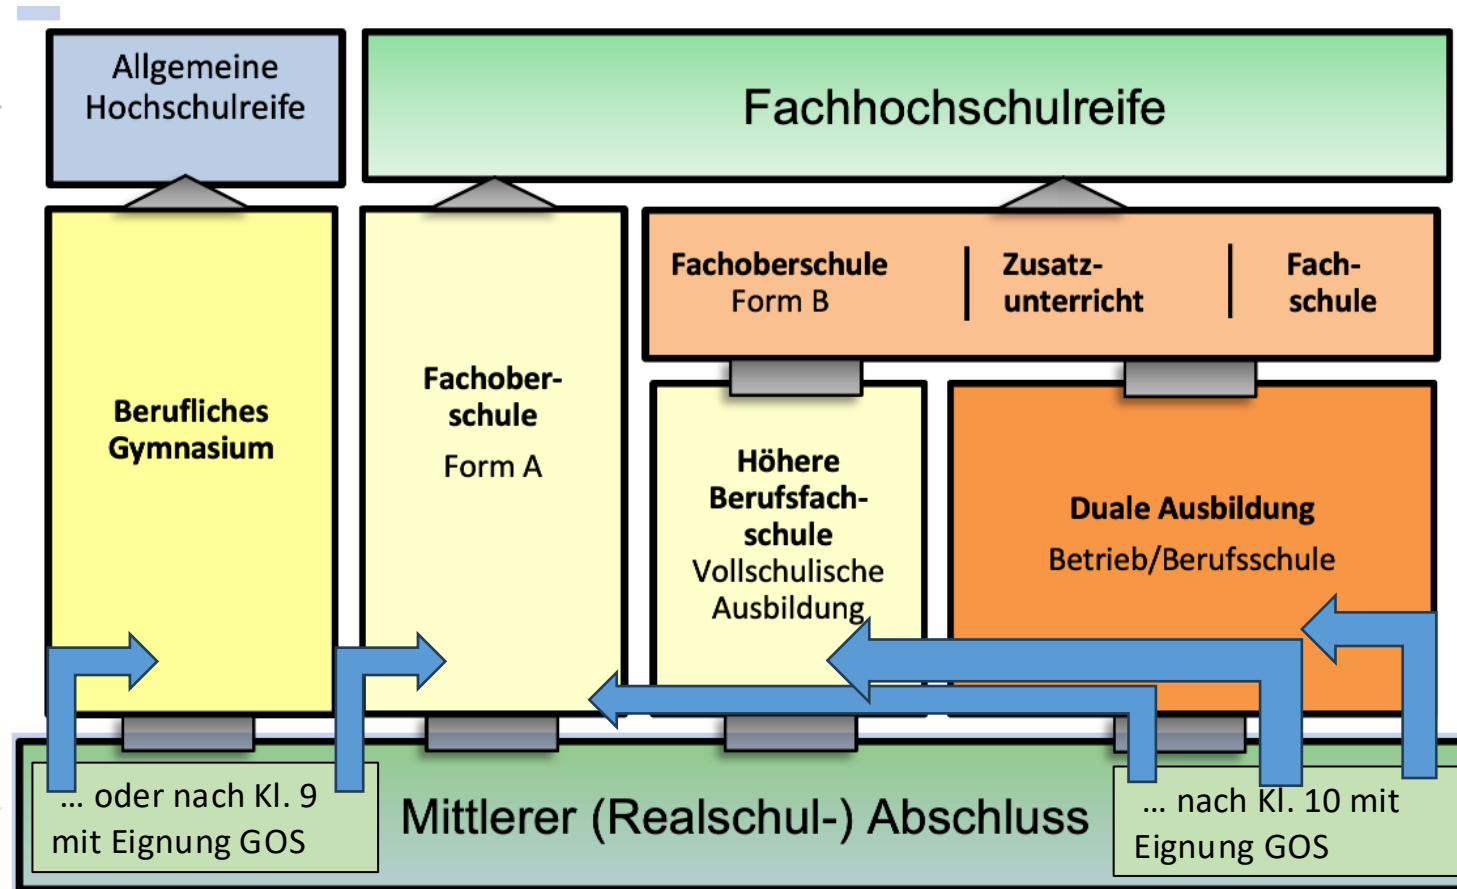 Allgemeine
Hochschulreife
Fachhochschulreife
Fachoberschule
Form B
Zusatz-
unterricht
Fach-
schule
Berufliches
Gymnasium
Fachober-
schule
Form A
Höhere
Berufsfach-
schule
Vollschulische
Ausbildung
Duale Ausbildung
Betrieb/Berufsschule
... oder nach Kl. 9
mit Eignung GOS
Mittlerer (Realschul-) Abschluss
... nach Kl. 10 mit
Eignung GOS